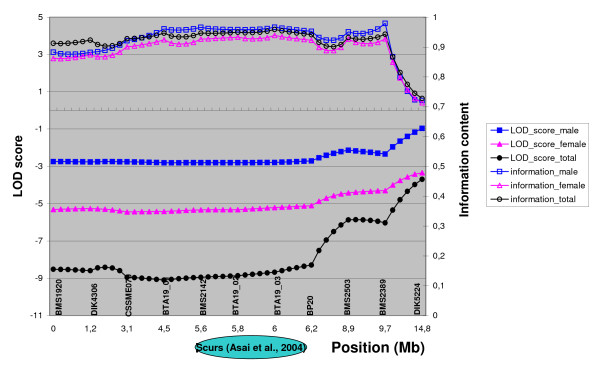 5
3
1
-1
-3
-5
-7
-9
-11
LOD score
1
0,9
0,8
0,7
0,6
0,5
0,4
0,3
0,2
0,1
0
Information content
LOD_score_male
LOD_score_female
LOD_score_total
information_male
information_female
information_total
BMS1920
DIK4306
CSSME07
BTA19_01
BMS2142
BTA19_02
BTA19_03
BP20
BMS2503
BMS2389
DIK5224
0 1,2 3,1 4,5 5,6 5,8 6 6,2 8,9 9,7 14,8
Scurs (Asai et al., 2004)
Position (Mb)